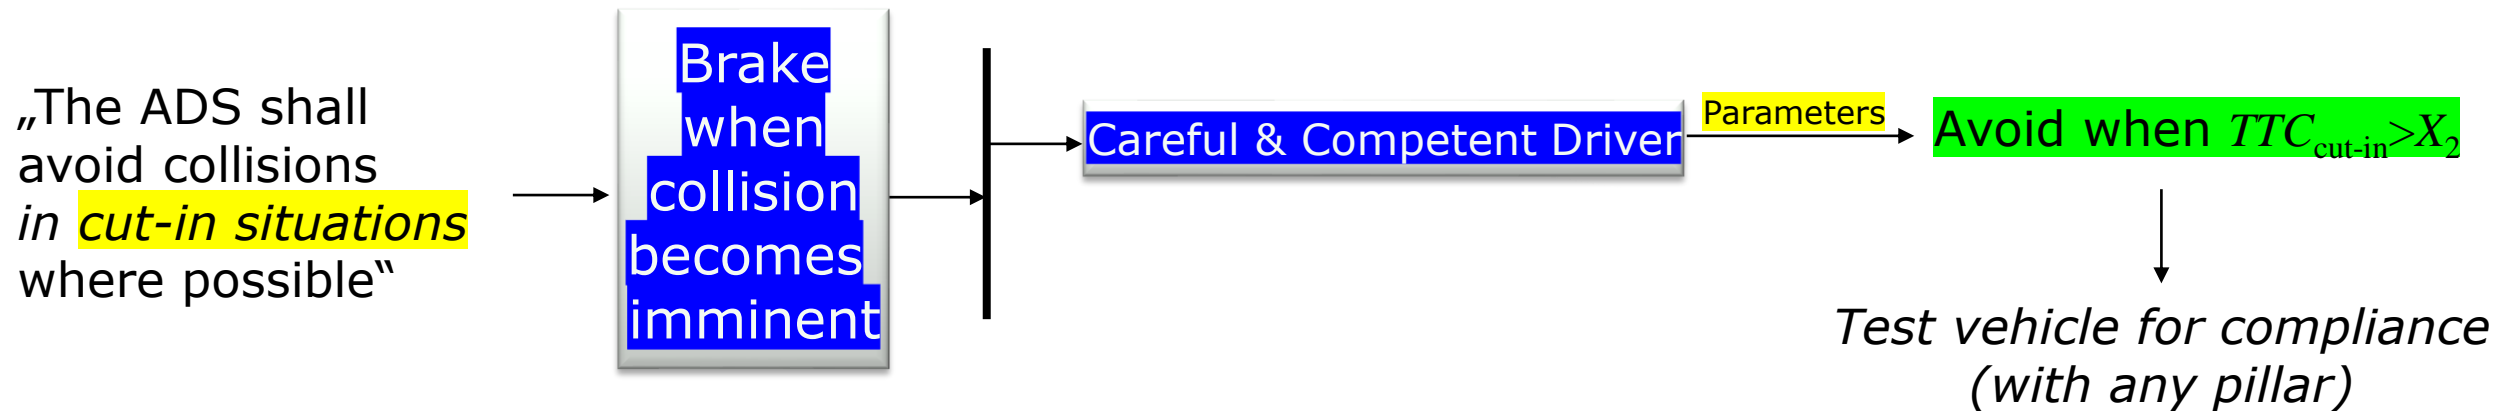 „The ADS shall
avoid collisions
in cut-in situations
where possible“
Brake
when
collision
becomes
imminent
Careful & Competent Driver
Parameters
Avoid when TTCcut-in>X2
Test vehicle for compliance
(with any pillar)